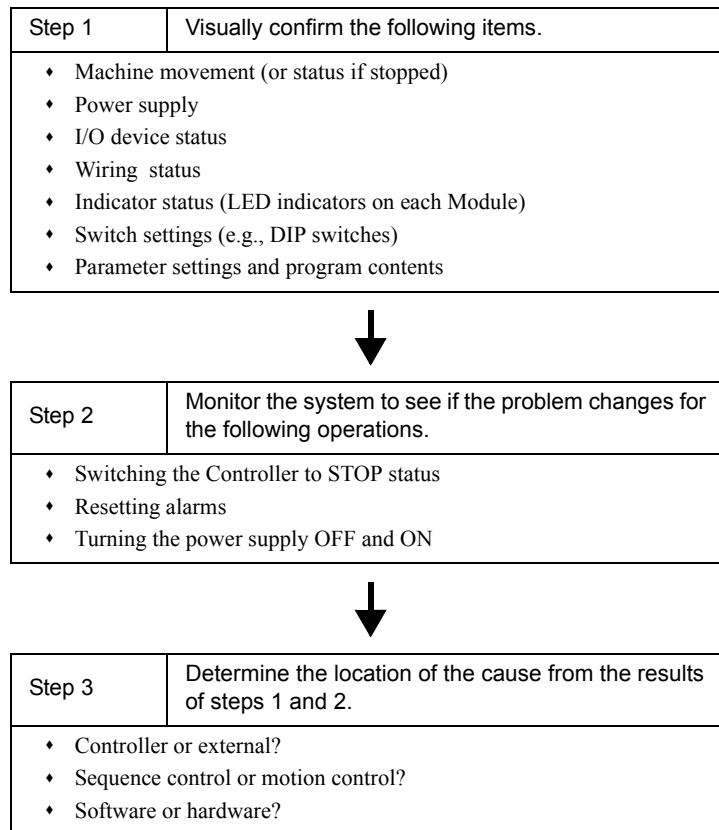 Step 1
Visually confirm the following items.
♦ Machine movement (or status if stopped)
♦ Power supply
♦ I/O device status
♦ Wiring status
♦ Indicator status (LED indicators on each Module)
♦ Switch settings (e.g., DIP switches)
♦ Parameter settings and program contents
Step 2
Monitor the system to see if the problem changes for
the following operations.
♦ Switching the Controller to STOP status
♦ Resetting alarms
♦ Turning the power supply OFF and ON
Step 3
Determine the location of the cause from the results
of steps 1 and 2.
♦ Controller or external?
♦ Sequence control or motion control?
♦ Software or hardware?